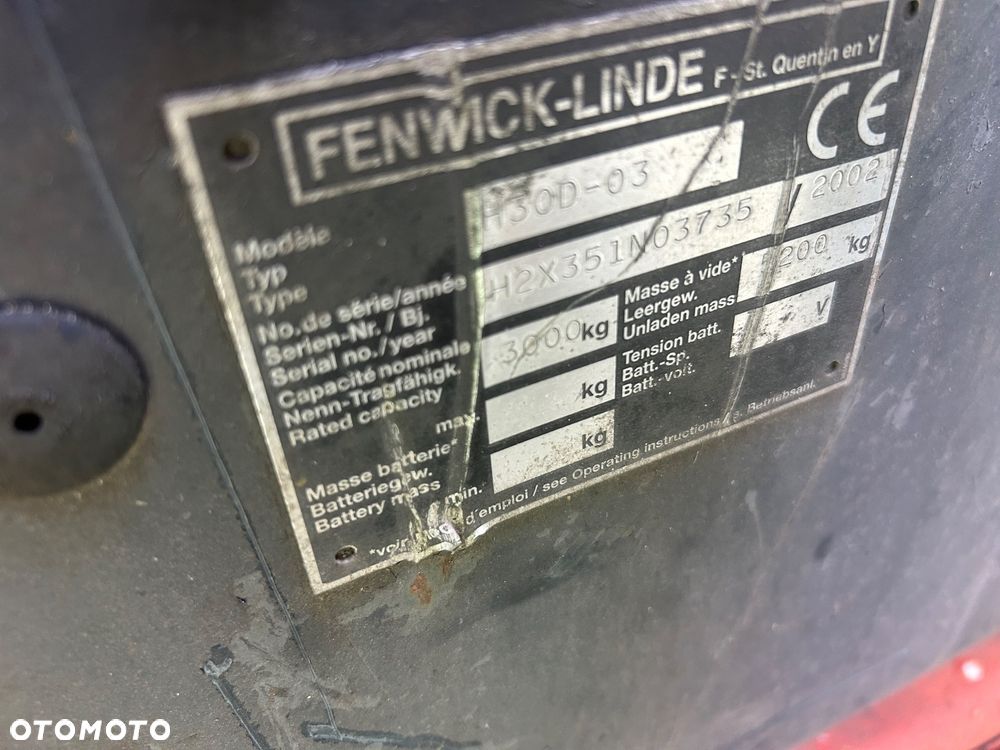 FENWICK-LINDE F - St. Quentin en Y
CE
Modèle
Typ
Type
H30D-03
No. de série/année
Serien-Nr. / Bj.
Serial no./year
H2X351N03735 / 2002
Capacité nominale
Nenn-Tragfähigk.
Rated capacity
3000 kg
Masse à vide*
Leergew.
Unladen mass
200 kg
Masse batterie*
Batteriegew.
Battery mass
max. kg
min. kg
Tension batt.
Batt.-Sp.
Batt.-volt.
V
*voir d'emploi / see Operating instructions / s. Betriebsanl.
OTOMOTO